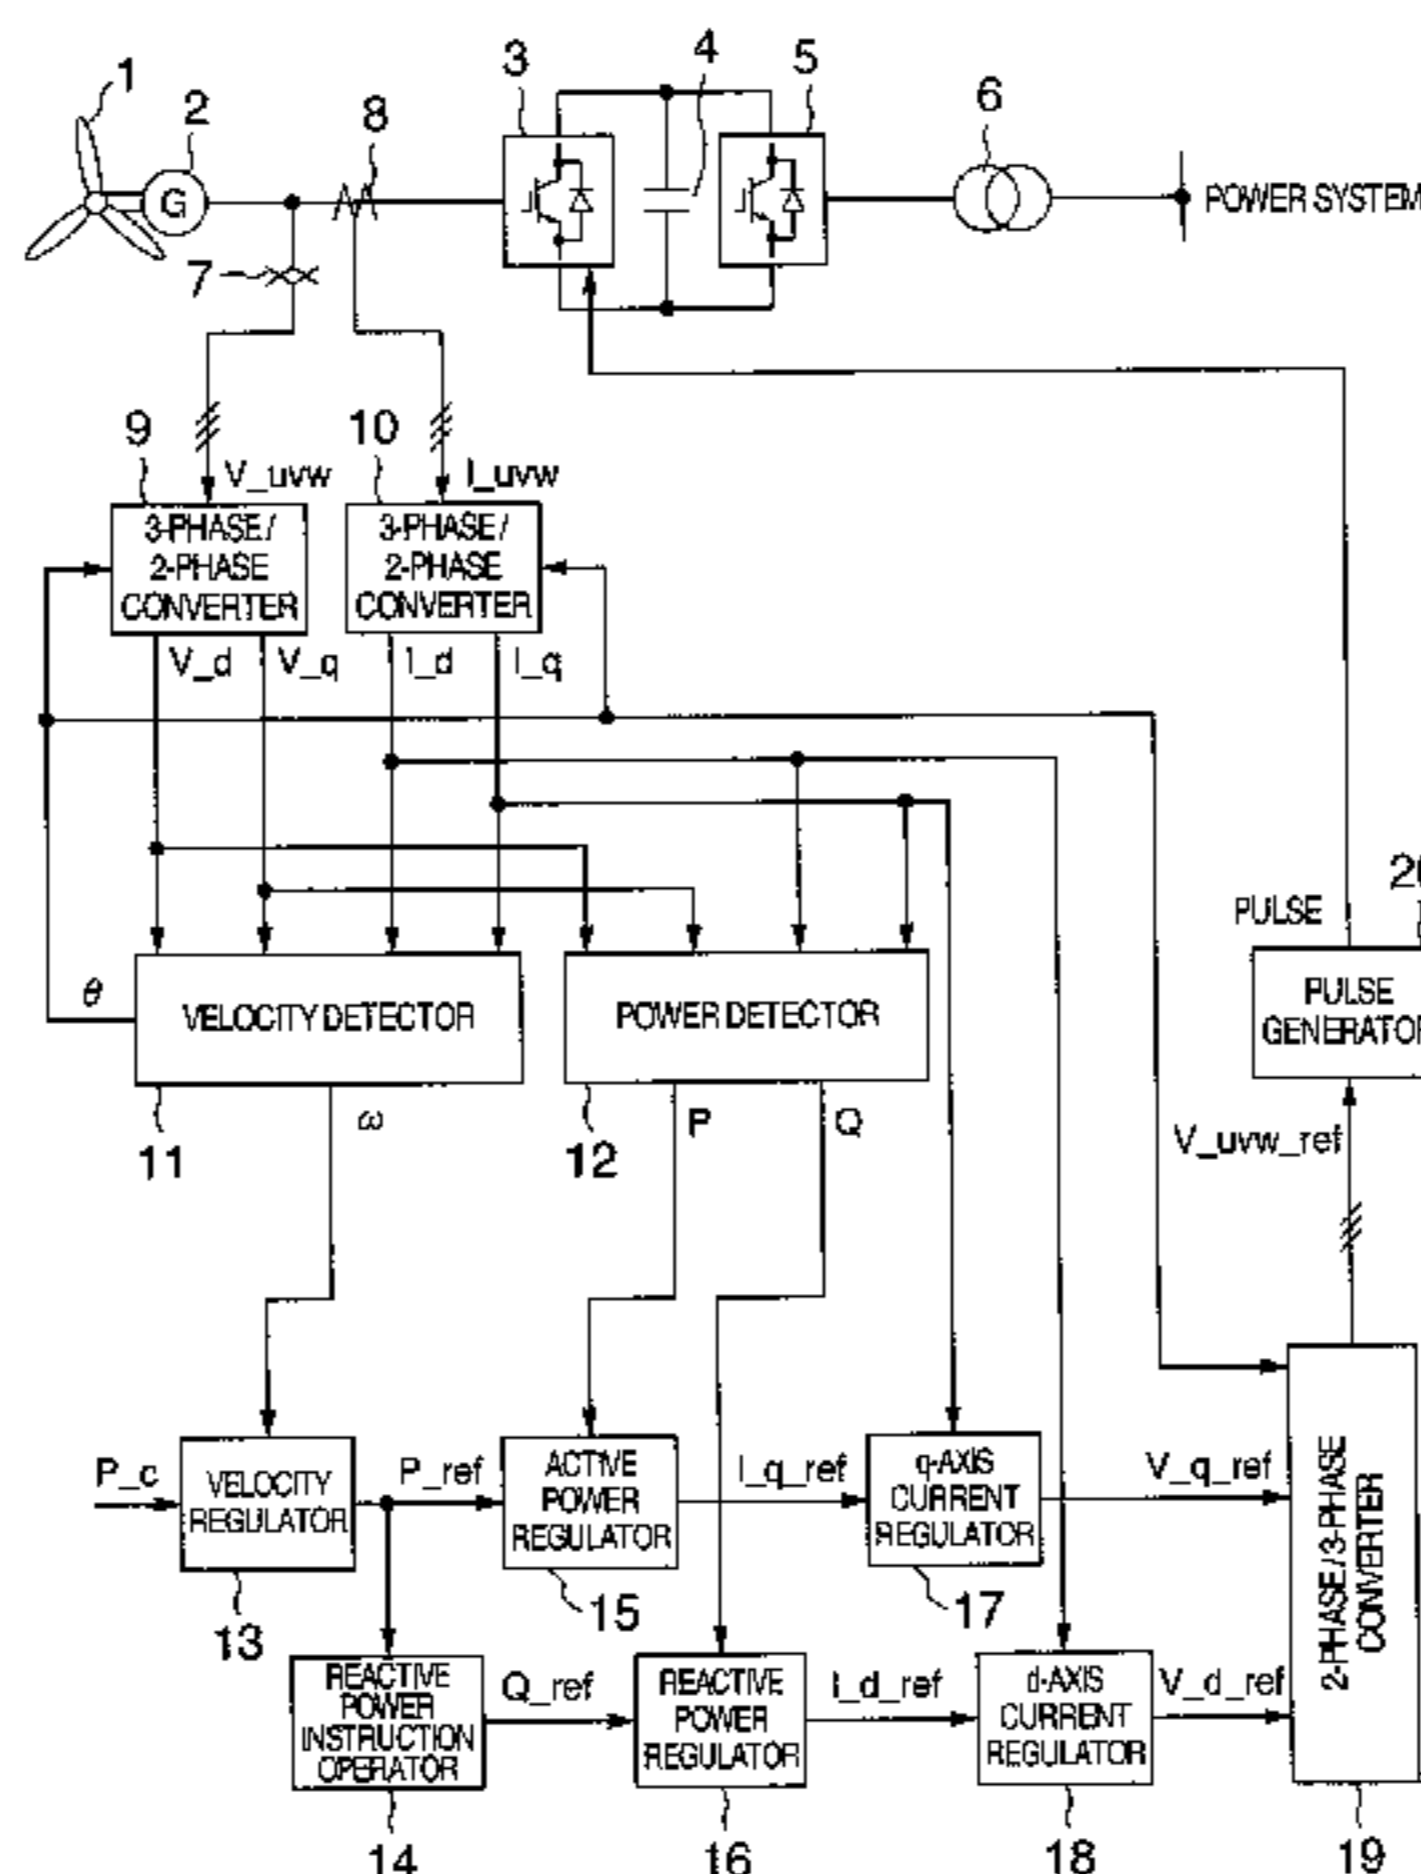 1
2
8
3
4
5
6
G
POWER SYSTEM
7
9
10
V_uvw
I_uvw
3-PHASE/
2-PHASE
CONVERTER
3-PHASE/
2-PHASE
CONVERTER
V_d
V_q
I_d
I_q
20
PULSE
θ
VELOCITY DETECTOR
POWER DETECTOR
PULSE
GENERATOR
11
ω
12
P
Q
V_uvw_ref
P_c
VELOCITY
REGULATOR
P_ref
ACTIVE
POWER
REGULATOR
I_q_ref
q-AXIS
CURRENT
REGULATOR
V_q_ref
2-PHASE/3-PHASE
CONVERTER
13
15
17
REACTIVE
POWER
INSTRUCTION
OPERATOR
Q_ref
REACTIVE
POWER
REGULATOR
I_d_ref
d-AXIS
CURRENT
REGULATOR
V_d_ref
14
16
18
19